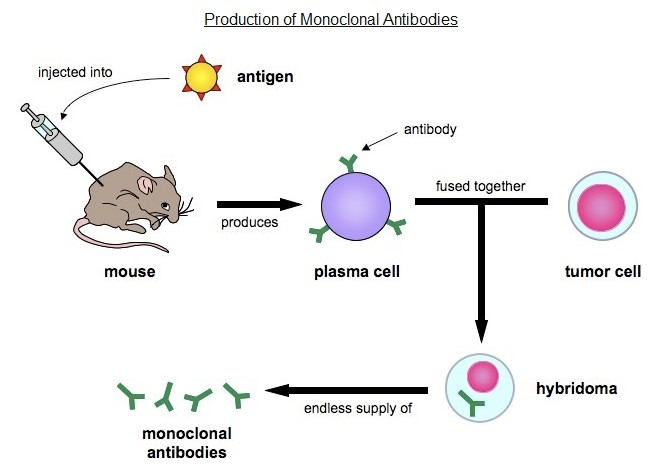 Production of Monoclonal Antibodies
injected into
antigen
antibody
fused together
produces
mouse
plasma cell
tumor cell
hybridoma
endless supply of
monoclonal
antibodies